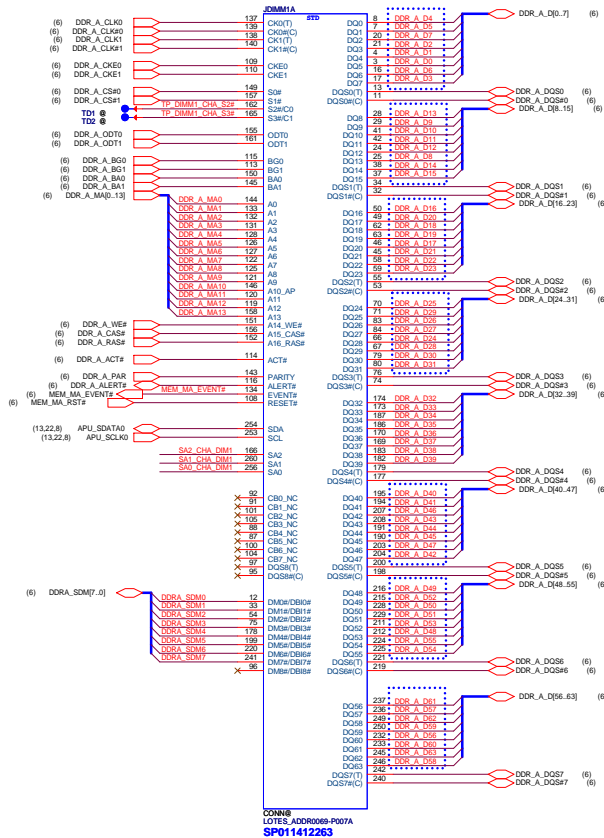 JDIMM1A
STD
(6) DDR_A_CLK0 137 CK0(T)
(6) DDR_A_CLK#0 139 CK0#(C)
(6) DDR_A_CLK1 138 CK1(T)
(6) DDR_A_CLK#1 140 CK1#(C)
(6) DDR_A_CKE0 109 CKE0
(6) DDR_A_CKE1 110 CKE1
(6) DDR_A_CS#0 149 S0#
(6) DDR_A_CS#1 157 S1#
TD1 @ TP_DIMM1_CHA_S2# 162 S2#/C0
TD2 @ TP_DIMM1_CHA_S3# 165 S3#/C1
(6) DDR_A_ODT0 155 ODT0
(6) DDR_A_ODT1 161 ODT1
(6) DDR_A_BG0 115 BG0
(6) DDR_A_BG1 113 BG1
(6) DDR_A_BA0 150 BA0
(6) DDR_A_BA1 145 BA1
(6) DDR_A_MA[0..13]
DDR_A_MA0 144 A0
DDR_A_MA1 133 A1
DDR_A_MA2 132 A2
DDR_A_MA3 131 A3
DDR_A_MA4 128 A4
DDR_A_MA5 126 A5
DDR_A_MA6 127 A6
DDR_A_MA7 122 A7
DDR_A_MA8 125 A8
DDR_A_MA9 121 A9
DDR_A_MA10 146 A10_AP
DDR_A_MA11 120 A11
DDR_A_MA12 119 A12
DDR_A_MA13 158 A13
(6) DDR_A_WE# 151 A14_WE#
(6) DDR_A_CAS# 156 A15_CAS#
(6) DDR_A_RAS# 152 A16_RAS#
(6) DDR_A_ACT# 114 ACT#
(6) DDR_A_PAR 143 PARITY
(6) DDR_A_ALERT# 116 ALERT#
(6) MEM_MA_EVENT# MEM_MA_EVENT# 134 EVENT#
(6) MEM_MA_RST# 108 RESET#
(13,22,8) APU_SDATA0 254 SDA
(13,22,8) APU_SCLK0 253 SCL
SA2_CHA_DIM1 166 SA2
SA1_CHA_DIM1 260 SA1
SA0_CHA_DIM1 256 SA0
92 CB0_NC
91 CB1_NC
101 CB2_NC
105 CB3_NC
88 CB4_NC
87 CB5_NC
100 CB6_NC
104 CB7_NC
97 DQS8(T)
95 DQS8#(C)
(6) DDRA_SDM[7..0]
DDRA_SDM0 12 DM0#/DBI0#
DDRA_SDM1 33 DM1#/DBI1#
DDRA_SDM2 54 DM2#/DBI2#
DDRA_SDM3 75 DM3#/DBI3#
DDRA_SDM4 178 DM4#/DBI4#
DDRA_SDM5 199 DM5#/DBI5#
DDRA_SDM6 220 DM6#/DBI6#
DDRA_SDM7 241 DM7#/DBI7#
96 DM8#/DBI8#
DQ0 8 DDR_A_D4 DDR_A_D[0..7] (6)
DQ1 7 DDR_A_D5
DQ2 20 DDR_A_D7
DQ3 21 DDR_A_D2
DQ4 4 DDR_A_D1
DQ5 3 DDR_A_D0
DQ6 16 DDR_A_D6
DQ7 17 DDR_A_D3
DQS0(T) 13 DDR_A_DQS0 (6)
DQS0#(C) 11 DDR_A_DQS#0 (6)
DDR_A_D[8..15] (6)
DQ8 28 DDR_A_D13
DQ9 29 DDR_A_D9
DQ10 41 DDR_A_D10
DQ11 42 DDR_A_D11
DQ12 24 DDR_A_D12
DQ13 25 DDR_A_D8
DQ14 38 DDR_A_D14
DQ15 37 DDR_A_D15
DQS1(T) 34 DDR_A_DQS1 (6)
DQS1#(C) 32 DDR_A_DQS#1 (6)
DDR_A_D[16..23] (6)
DQ16 50 DDR_A_D16
DQ17 49 DDR_A_D20
DQ18 62 DDR_A_D18
DQ19 63 DDR_A_D19
DQ20 46 DDR_A_D17
DQ21 45 DDR_A_D21
DQ22 58 DDR_A_D22
DQ23 59 DDR_A_D23
DQS2(T) 55 DDR_A_DQS2 (6)
DQS2#(C) 53 DDR_A_DQS#2 (6)
DDR_A_D[24..31] (6)
DQ24 70 DDR_A_D25
DQ25 71 DDR_A_D29
DQ26 83 DDR_A_D26
DQ27 84 DDR_A_D27
DQ28 66 DDR_A_D24
DQ29 67 DDR_A_D28
DQ30 79 DDR_A_D30
DQ31 80 DDR_A_D31
DQS3(T) 76 DDR_A_DQS3 (6)
DQS3#(C) 74 DDR_A_DQS#3 (6)
DDR_A_D[32..39] (6)
DQ32 174 DDR_A_D32
DQ33 173 DDR_A_D33
DQ34 187 DDR_A_D34
DQ35 186 DDR_A_D35
DQ36 170 DDR_A_D36
DQ37 169 DDR_A_D37
DQ38 183 DDR_A_D38
DQ39 182 DDR_A_D39
DQS4(T) 179 DDR_A_DQS4 (6)
DQS4#(C) 177 DDR_A_DQS#4 (6)
DDR_A_D[40..47] (6)
DQ40 195 DDR_A_D40
DQ41 194 DDR_A_D41
DQ42 207 DDR_A_D46
DQ43 208 DDR_A_D43
DQ44 191 DDR_A_D44
DQ45 190 DDR_A_D45
DQ46 203 DDR_A_D47
DQ47 204 DDR_A_D42
DQS5(T) 200 DDR_A_DQS5 (6)
DQS5#(C) 198 DDR_A_DQS#5 (6)
DDR_A_D[48..55] (6)
DQ48 216 DDR_A_D49
DQ49 215 DDR_A_D52
DQ50 228 DDR_A_D50
DQ51 229 DDR_A_D51
DQ52 211 DDR_A_D53
DQ53 212 DDR_A_D48
DQ54 224 DDR_A_D55
DQ55 225 DDR_A_D54
DQS6(T) 221 DDR_A_DQS6 (6)
DQS6#(C) 219 DDR_A_DQS#6 (6)
DDR_A_D[56..63] (6)
DQ56 237 DDR_A_D61
DQ57 236 DDR_A_D57
DQ58 249 DDR_A_D62
DQ59 250 DDR_A_D59
DQ60 232 DDR_A_D56
DQ61 233 DDR_A_D60
DQ62 245 DDR_A_D63
DQ63 246 DDR_A_D58
DQS7(T) 242 DDR_A_DQS7 (6)
DQS7#(C) 240 DDR_A_DQS#7 (6)
CONN@
LOTES_ADDR0069-P007A
SP011412263